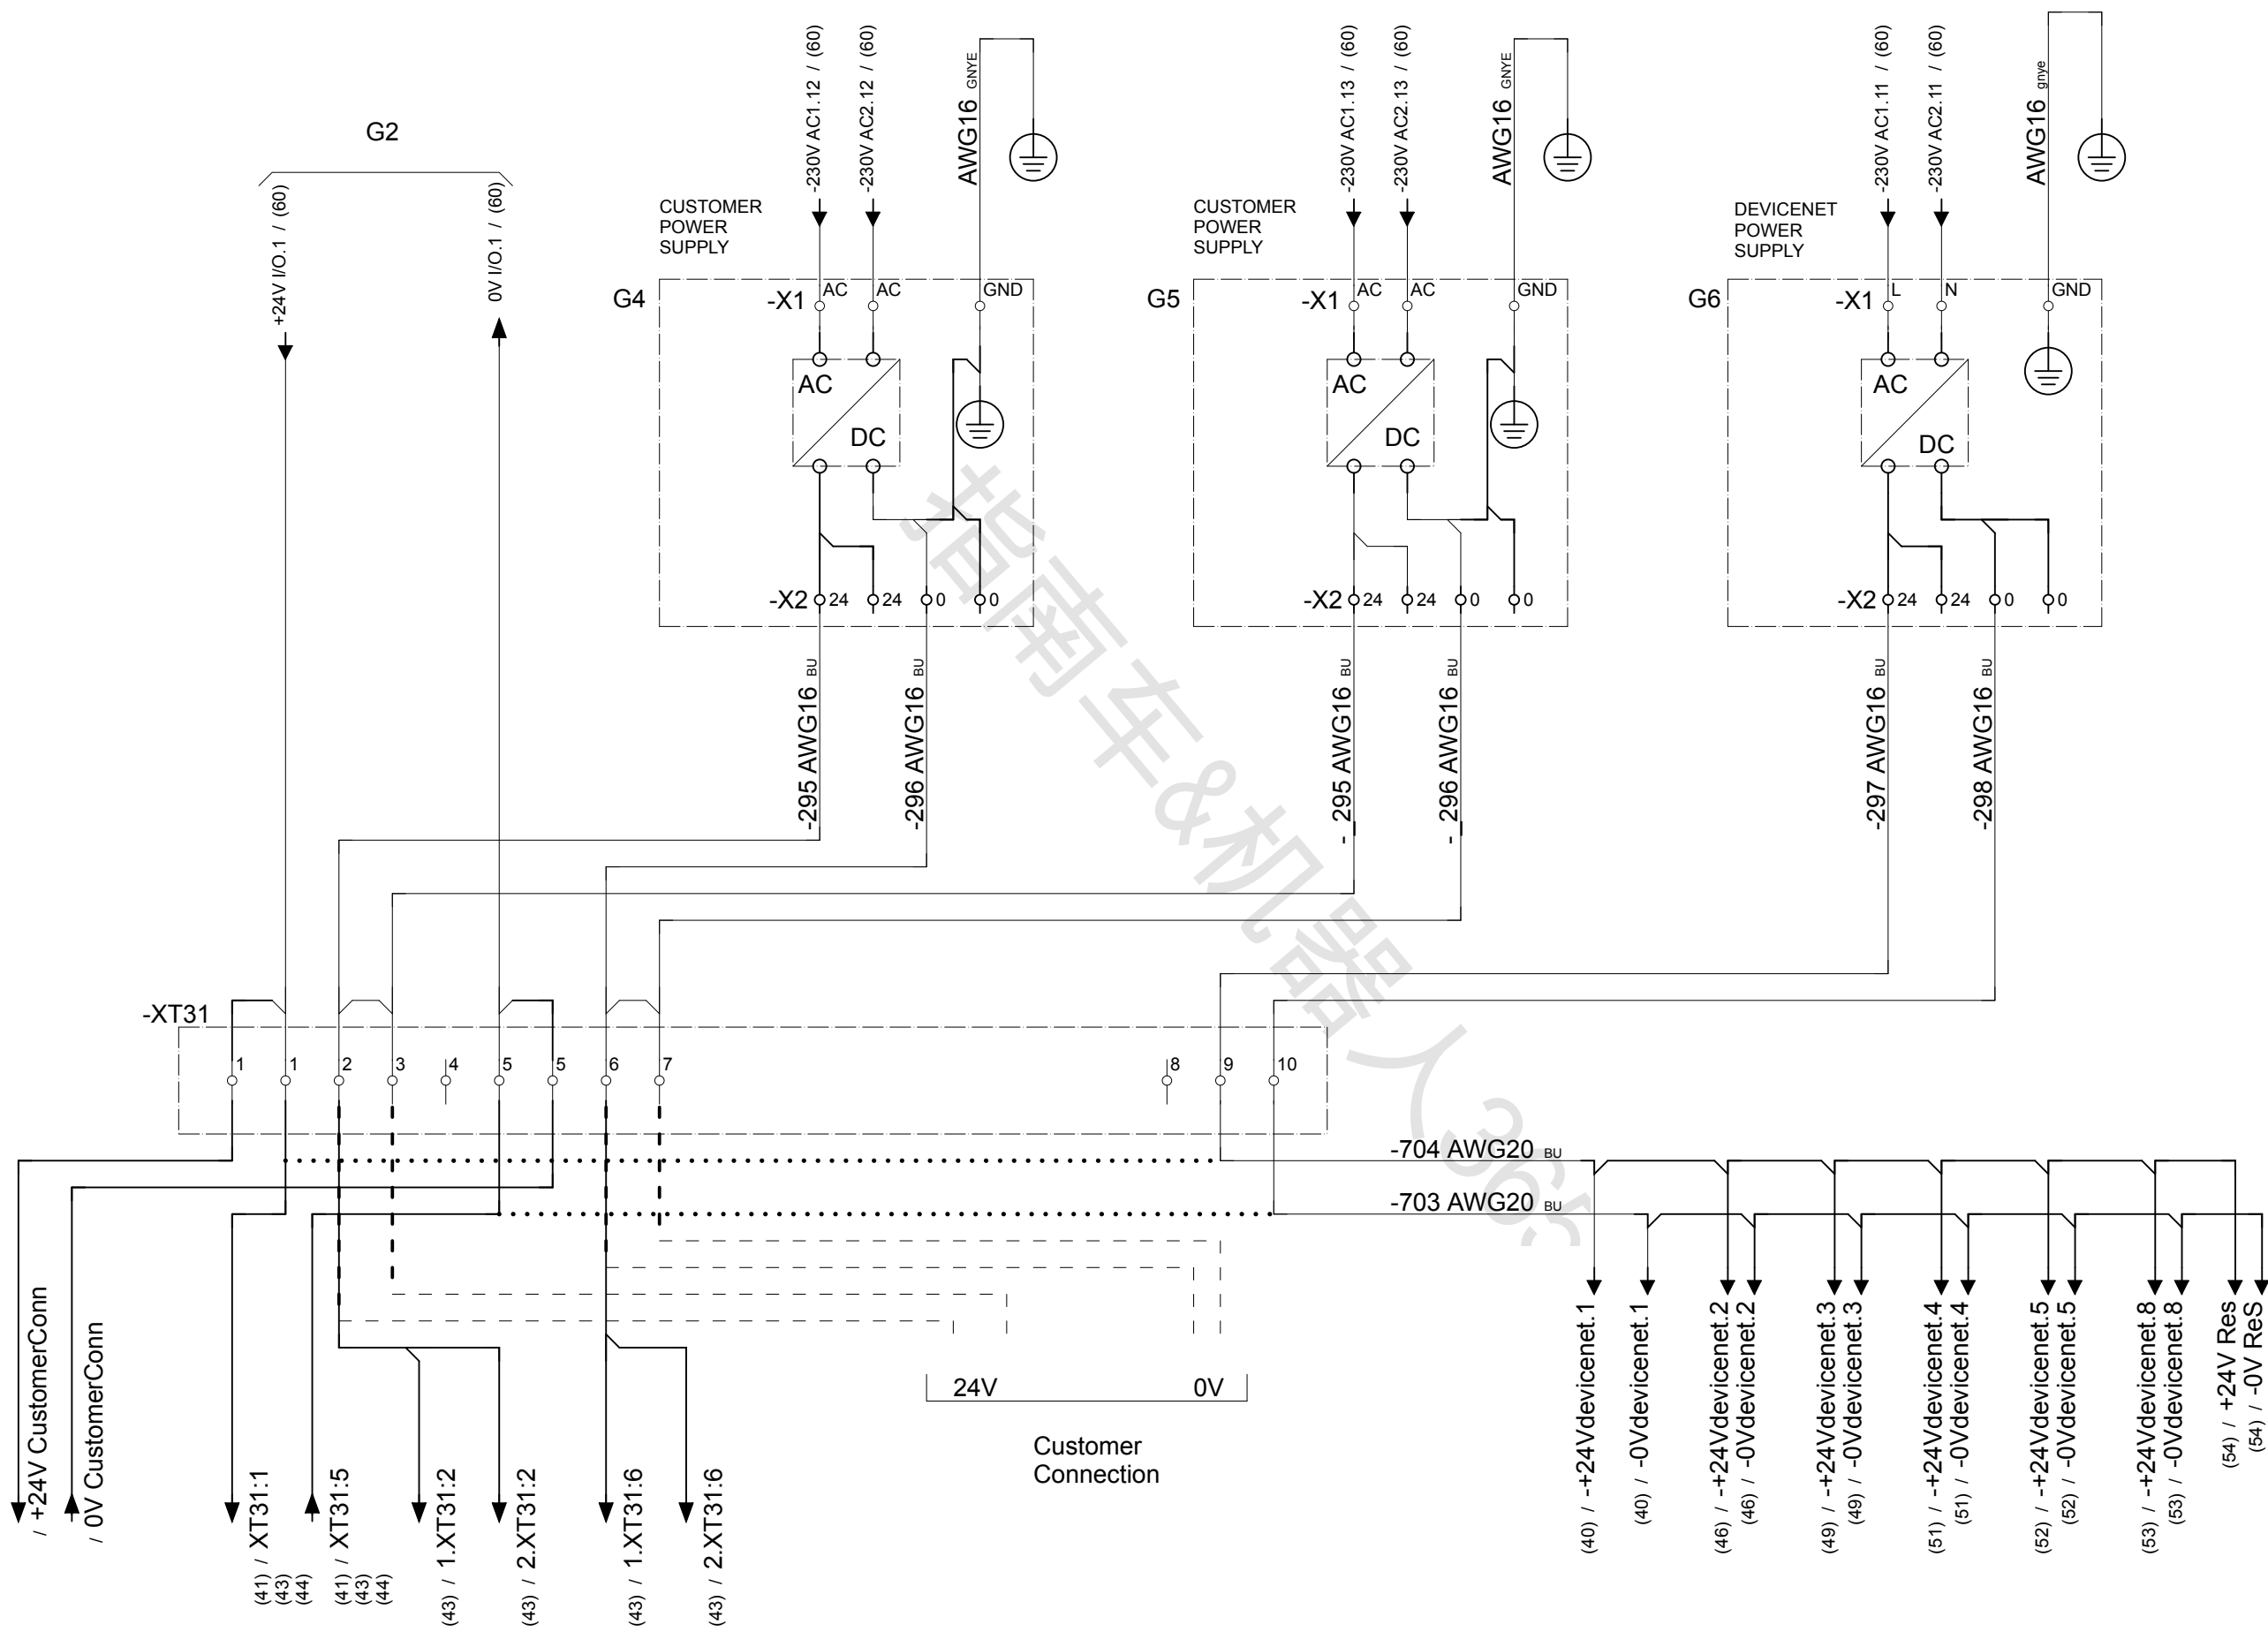 G2
+24V I/O.1 / (60)
0V I/O.1 / (60)
-230V AC1.12 / (60)
-230V AC2.12 / (60)
AWG16 GNYE
CUSTOMER
POWER
SUPPLY
G4
-X1
AC
AC
GND
AC
DC
-X2
24
24
0
0
-295 AWG16 BU
-296 AWG16 BU
-230V AC1.13 / (60)
-230V AC2.13 / (60)
AWG16 GNYE
CUSTOMER
POWER
SUPPLY
G5
-X1
AC
AC
GND
AC
DC
-X2
24
24
0
0
- 295 AWG16 BU
- 296 AWG16 BU
-230V AC1.11 / (60)
-230V AC2.11 / (60)
AWG16 gnye
DEVICENET
POWER
SUPPLY
G6
-X1
L
N
GND
AC
DC
-X2
24
24
0
0
-297 AWG16 BU
-298 AWG16 BU
指南车&机器人365
-XT31
1
1
2
3
4
5
5
6
7
8
9
10
-704 AWG20 BU
-703 AWG20 BU
24V
0V
Customer
Connection
/ +24V CustomerConn
/ 0V CustomerConn
(41) / XT31:1
(43)
(44)
(41) / XT31:5
(43)
(44)
(43) / 1.XT31:2
(43) / 2.XT31:2
(43) / 1.XT31:6
(43) / 2.XT31:6
(40) / -+24Vdevicenet.1
(40) / -0Vdevicenet.1
(46) / -+24Vdevicenet.2
(46) / -0Vdevicenet.2
(49) / -+24Vdevicenet.3
(49) / -0Vdevicenet.3
(51) / -+24Vdevicenet.4
(51) / -0Vdevicenet.4
(52) / -+24Vdevicenet.5
(52) / -0Vdevicenet.5
(53) / -+24Vdevicenet.8
(53) / -0Vdevicenet.8
(54) / +24V Res
(54) / -0V ReS